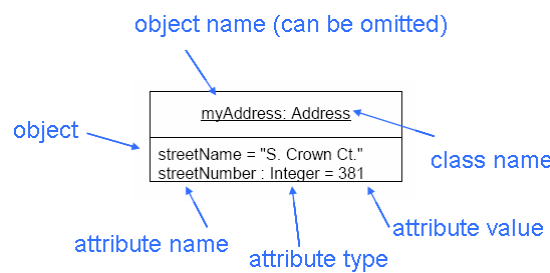 object name (can be omitted)
myAddress: Address
object
class name
streetName = "S. Crown Ct."
streetNumber : Integer = 381
attribute name
attribute type
attribute value